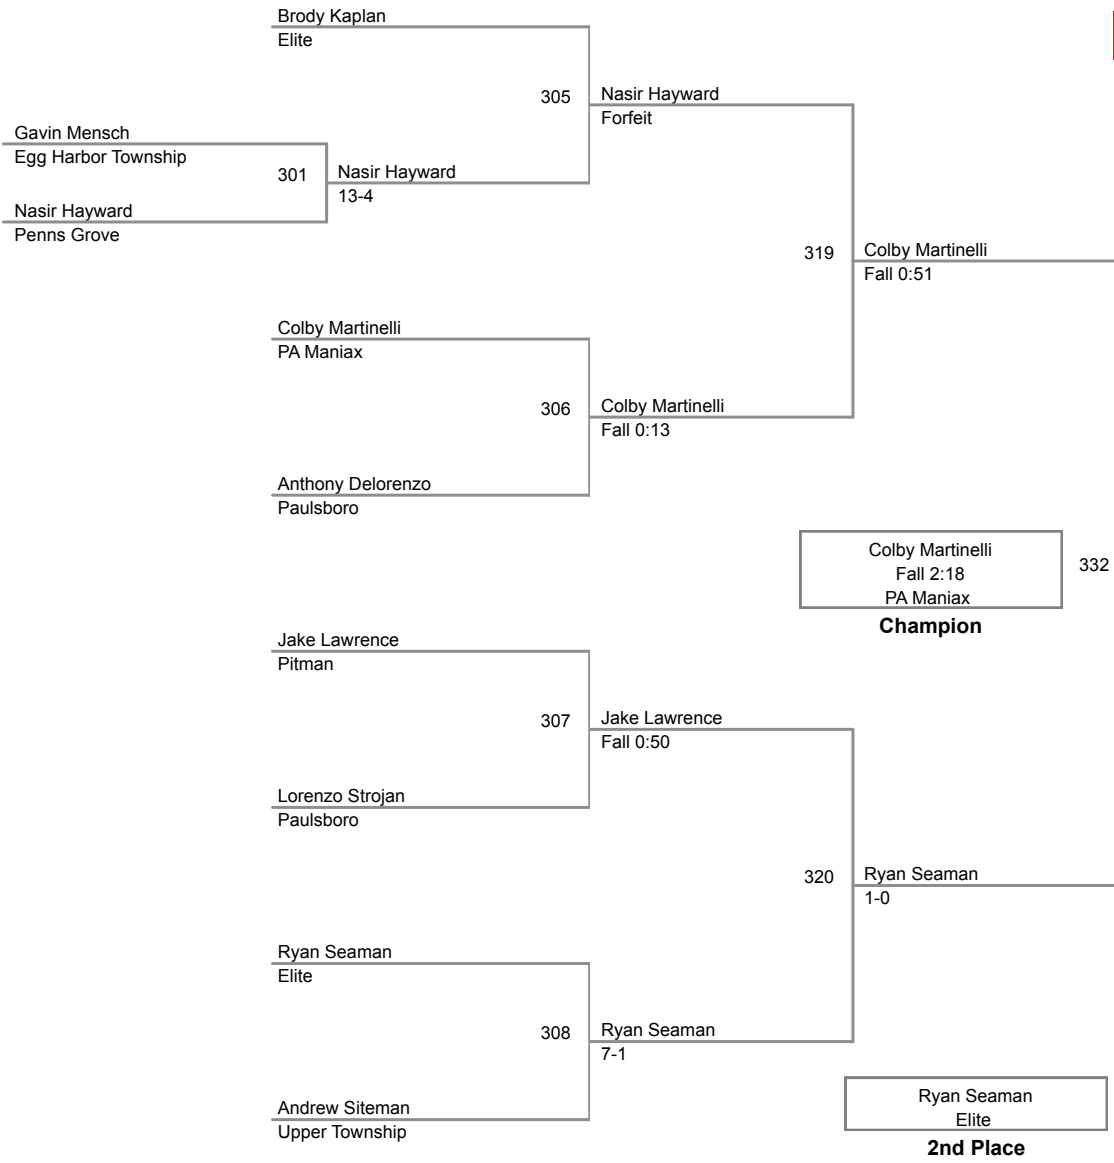 Brody Kaplan
Elite
305
Nasir Hayward
Forfeit
Gavin Mensch
Egg Harbor Township
301
Nasir Hayward
13-4
Nasir Hayward
Penns Grove
319
Colby Martinelli
Fall 0:51
Colby Martinelli
PA Maniax
306
Colby Martinelli
Fall 0:13
Anthony Delorenzo
Paulsboro
Colby Martinelli
Fall 2:18
PA Maniax
332
Champion
Jake Lawrence
Pitman
307
Jake Lawrence
Fall 0:50
Lorenzo Strojan
Paulsboro
320
Ryan Seaman
1-0
Ryan Seaman
Elite
308
Ryan Seaman
7-1
Andrew Siteman
Upper Township
Ryan Seaman
Elite
2nd Place